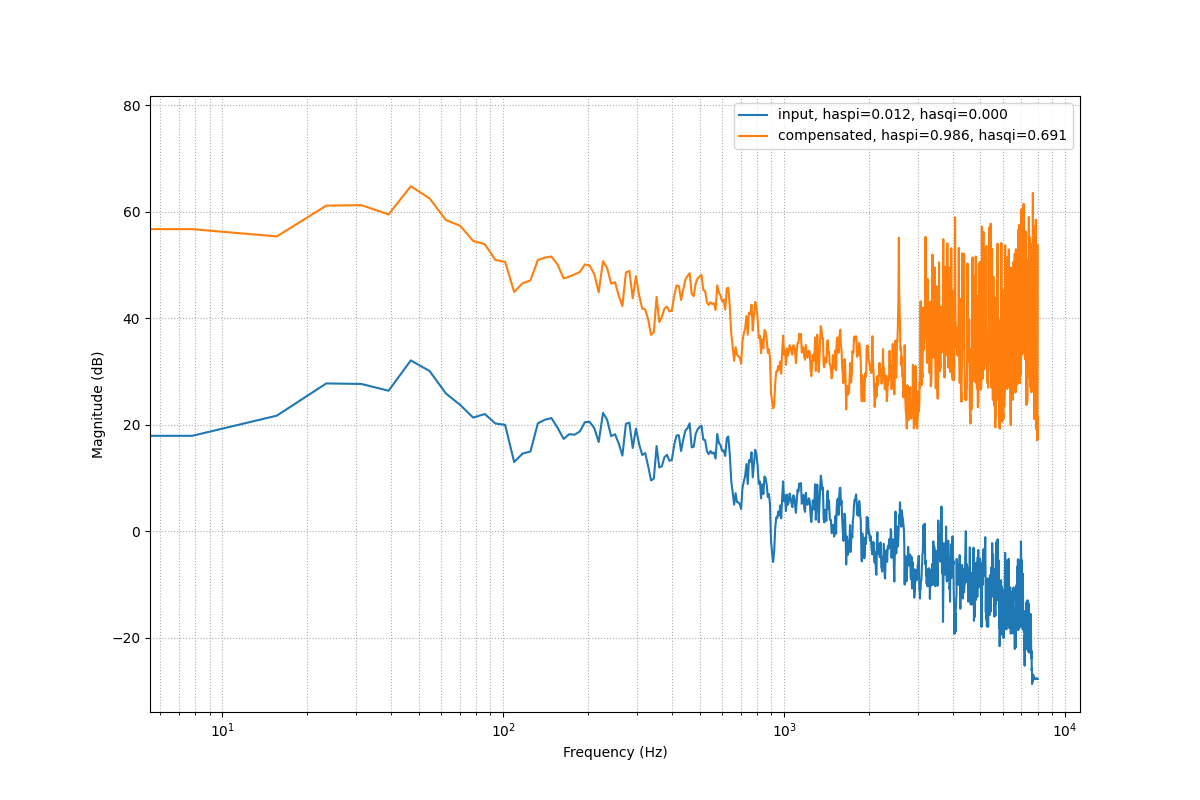 input, haspi=0.012, hasqi=0.000
compensated, haspi=0.986, hasqi=0.691
80
60
40
20
0
−20
Magnitude (dB)
10¹ 10² 10³ 10⁴
Frequency (Hz)